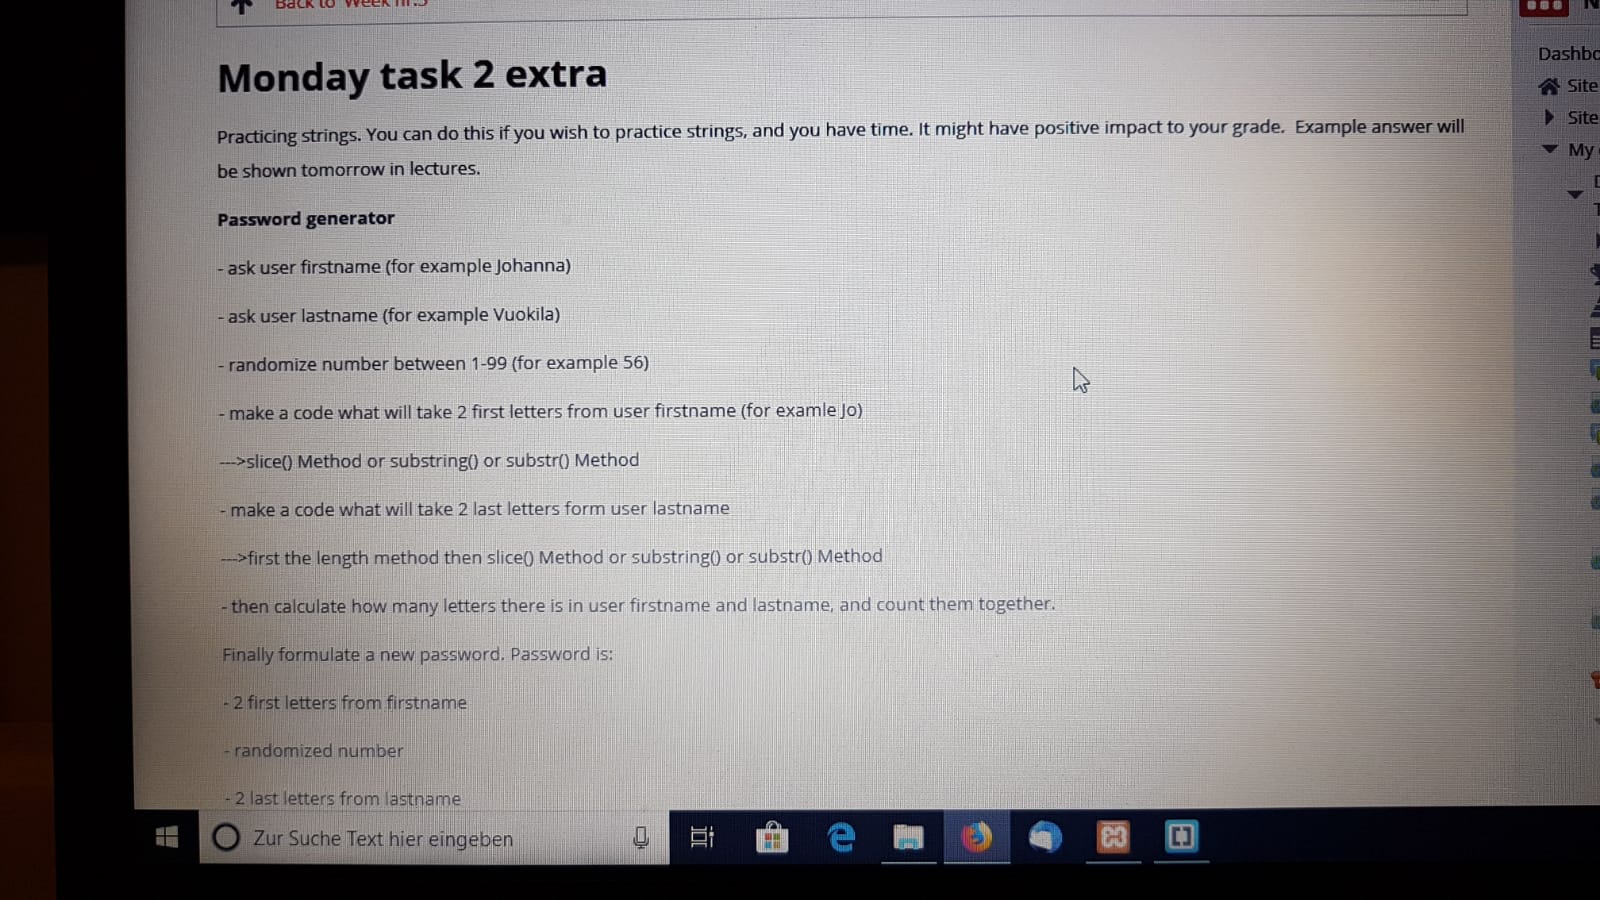 Back to Week nr.3
Monday task 2 extra
Practicing strings. You can do this if you wish to practice strings, and you have time. It might have positive impact to your grade.  Example answer will
be shown tomorrow in lectures.
Password generator
- ask user firstname (for example Johanna)
- ask user lastname (for example Vuokila)
- randomize number between 1-99 (for example 56)
- make a code what will take 2 first letters from user firstname (for examle Jo)
--->slice() Method or substring() or substr() Method
- make a code what will take 2 last letters form user lastname
--->first the length method then slice() Method or substring() or substr() Method
- then calculate how many letters there is in user firstname and lastname, and count them together.
Finally formulate a new password. Password is:
- 2 first letters from firstname
- randomized number
- 2 last letters from lastname
Dashbo
Site
Site
My
Zur Suche Text hier eingeben